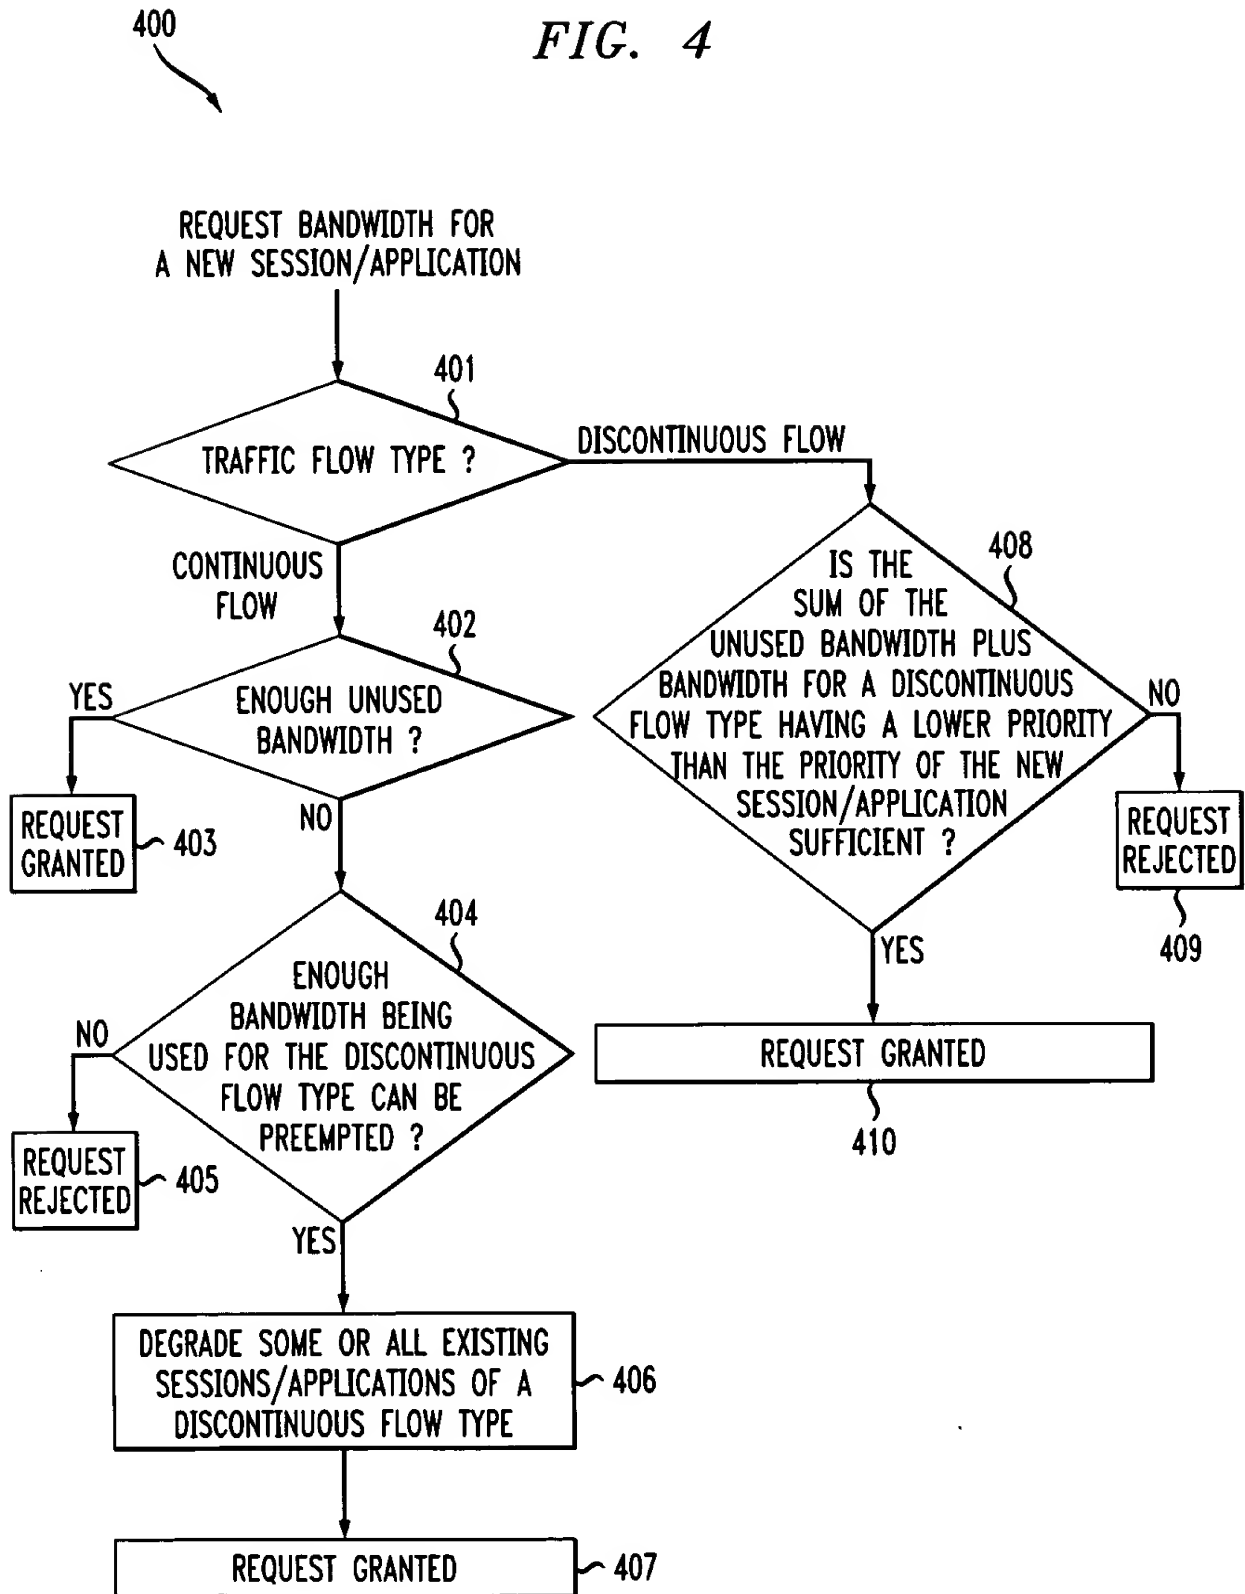 400
FIG. 4
REQUEST BANDWIDTH FOR
A NEW SESSION/APPLICATION
401
TRAFFIC FLOW TYPE ?
DISCONTINUOUS FLOW
CONTINUOUS
FLOW
402
ENOUGH UNUSED
BANDWIDTH ?
YES
REQUEST
GRANTED
403
NO
404
ENOUGH
BANDWIDTH BEING
USED FOR THE DISCONTINUOUS
FLOW TYPE CAN BE
PREEMPTED ?
NO
REQUEST
REJECTED
405
YES
DEGRADE SOME OR ALL EXISTING
SESSIONS/APPLICATIONS OF A
DISCONTINUOUS FLOW TYPE
406
REQUEST GRANTED
407
408
IS THE
SUM OF THE
UNUSED BANDWIDTH PLUS
BANDWIDTH FOR A DISCONTINUOUS
FLOW TYPE HAVING A LOWER PRIORITY
THAN THE PRIORITY OF THE NEW
SESSION/APPLICATION
SUFFICIENT ?
NO
REQUEST
REJECTED
409
YES
REQUEST GRANTED
410